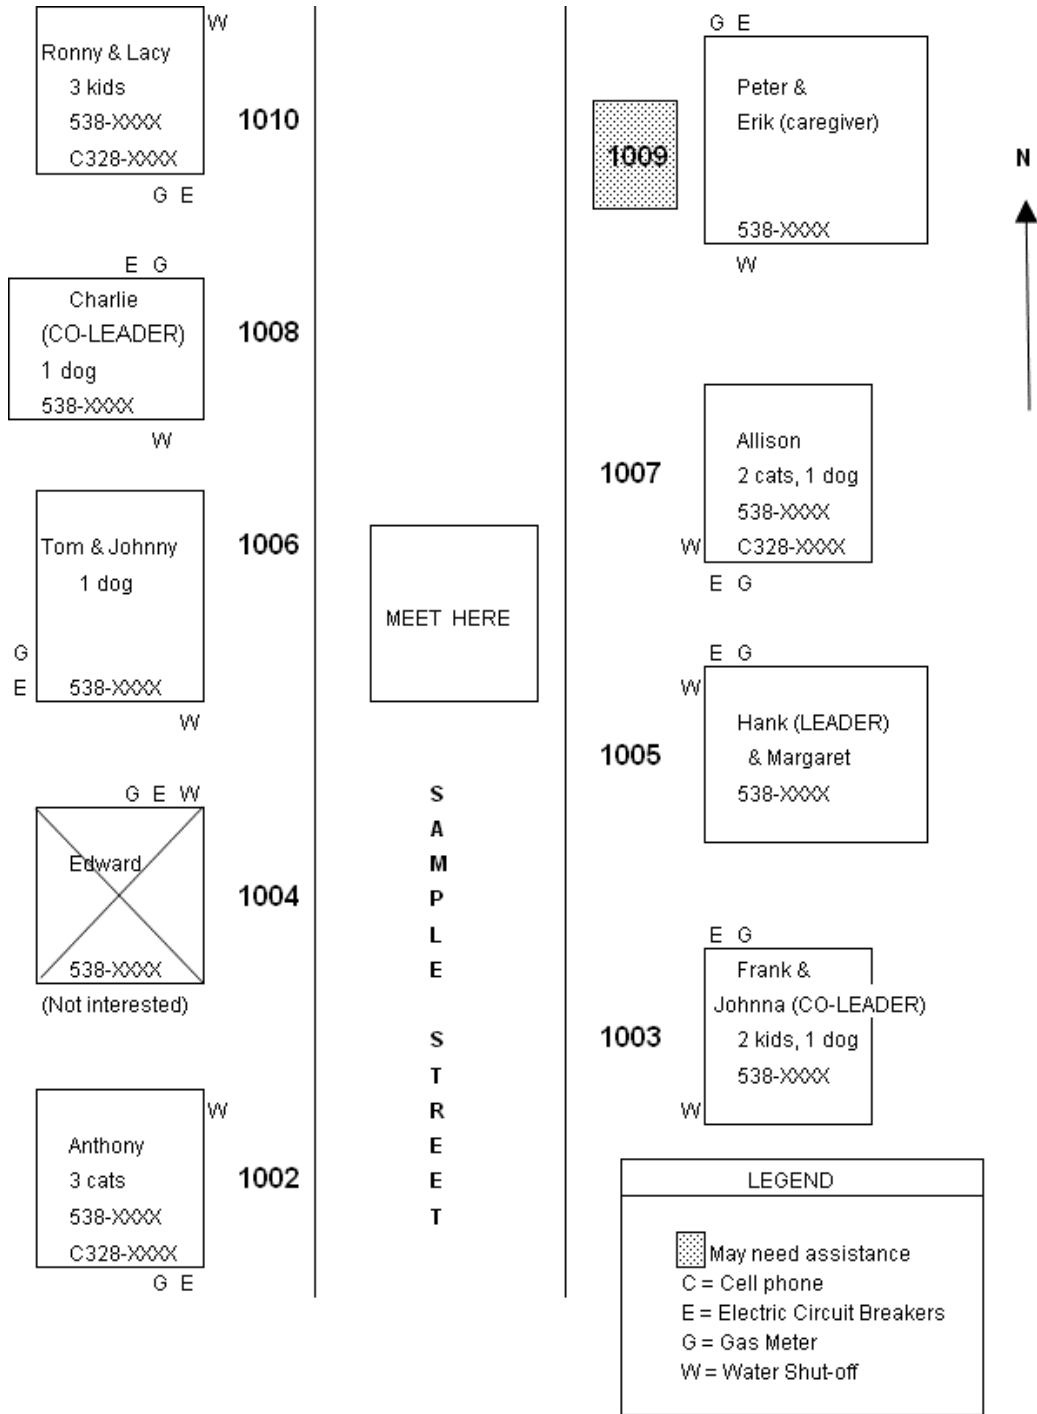 W
Ronny & Lacy
3 kids
538-XXXX
C328-XXXX
1010
G E
E G
Charlie
(CO-LEADER)
1 dog
538-XXXX
1008
W
Tom & Johnny
1 dog
538-XXXX
1006
G
E
W
G E W
Edward
538-XXXX
1004
(Not interested)
W
Anthony
3 cats
538-XXXX
C328-XXXX
1002
G E
MEET HERE
SAMPLE STREET
G E
Peter &
Erik (caregiver)
538-XXXX
1009
W
N
Allison
2 cats, 1 dog
538-XXXX
C328-XXXX
1007
W
E G
E G
W
Hank (LEADER)
& Margaret
538-XXXX
1005
E G
Frank &
Johnna (CO-LEADER)
2 kids, 1 dog
538-XXXX
1003
W
LEGEND
May need assistance
C = Cell phone
E = Electric Circuit Breakers
G = Gas Meter
W = Water Shut-off